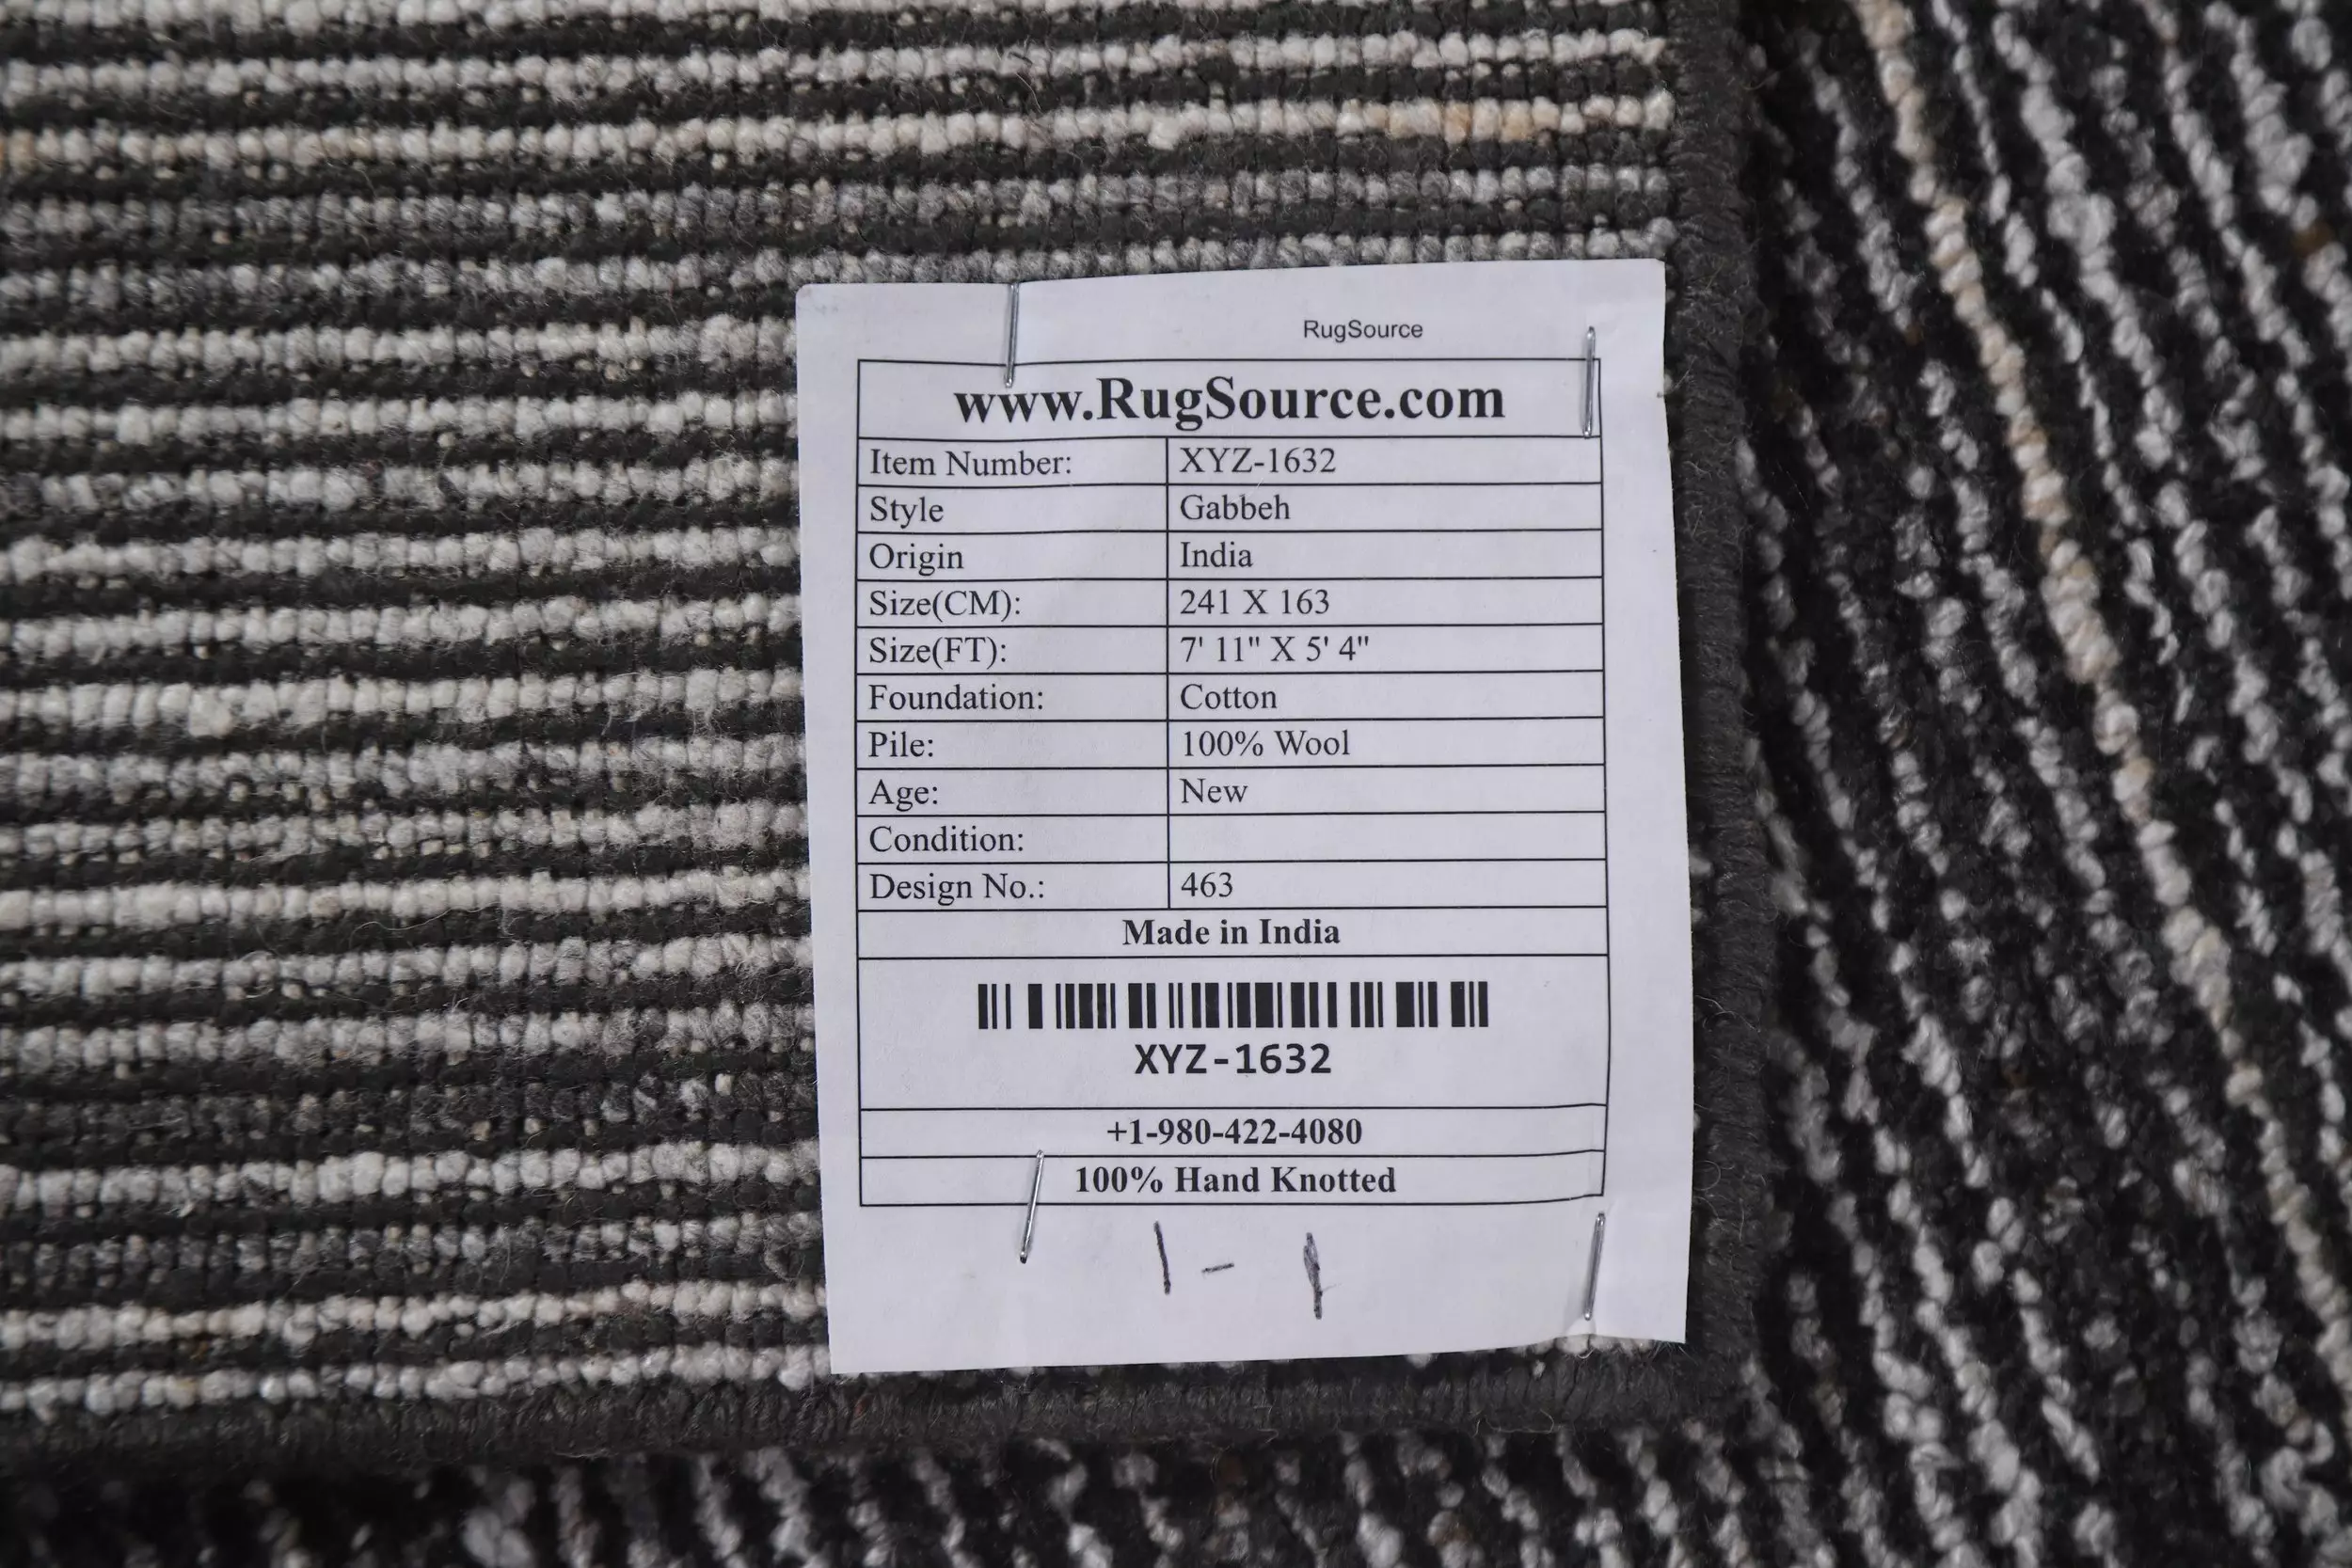 RugSource
www.RugSource.com
Item Number: XYZ-1632
Style Gabbeh
Origin India
Size(CM): 241 X 163
Size(FT): 7' 11" X 5' 4"
Foundation: Cotton
Pile: 100% Wool
Age: New
Condition:
Design No.: 463
Made in India
XYZ-1632
+1-980-422-4080
100% Hand Knotted
1-1